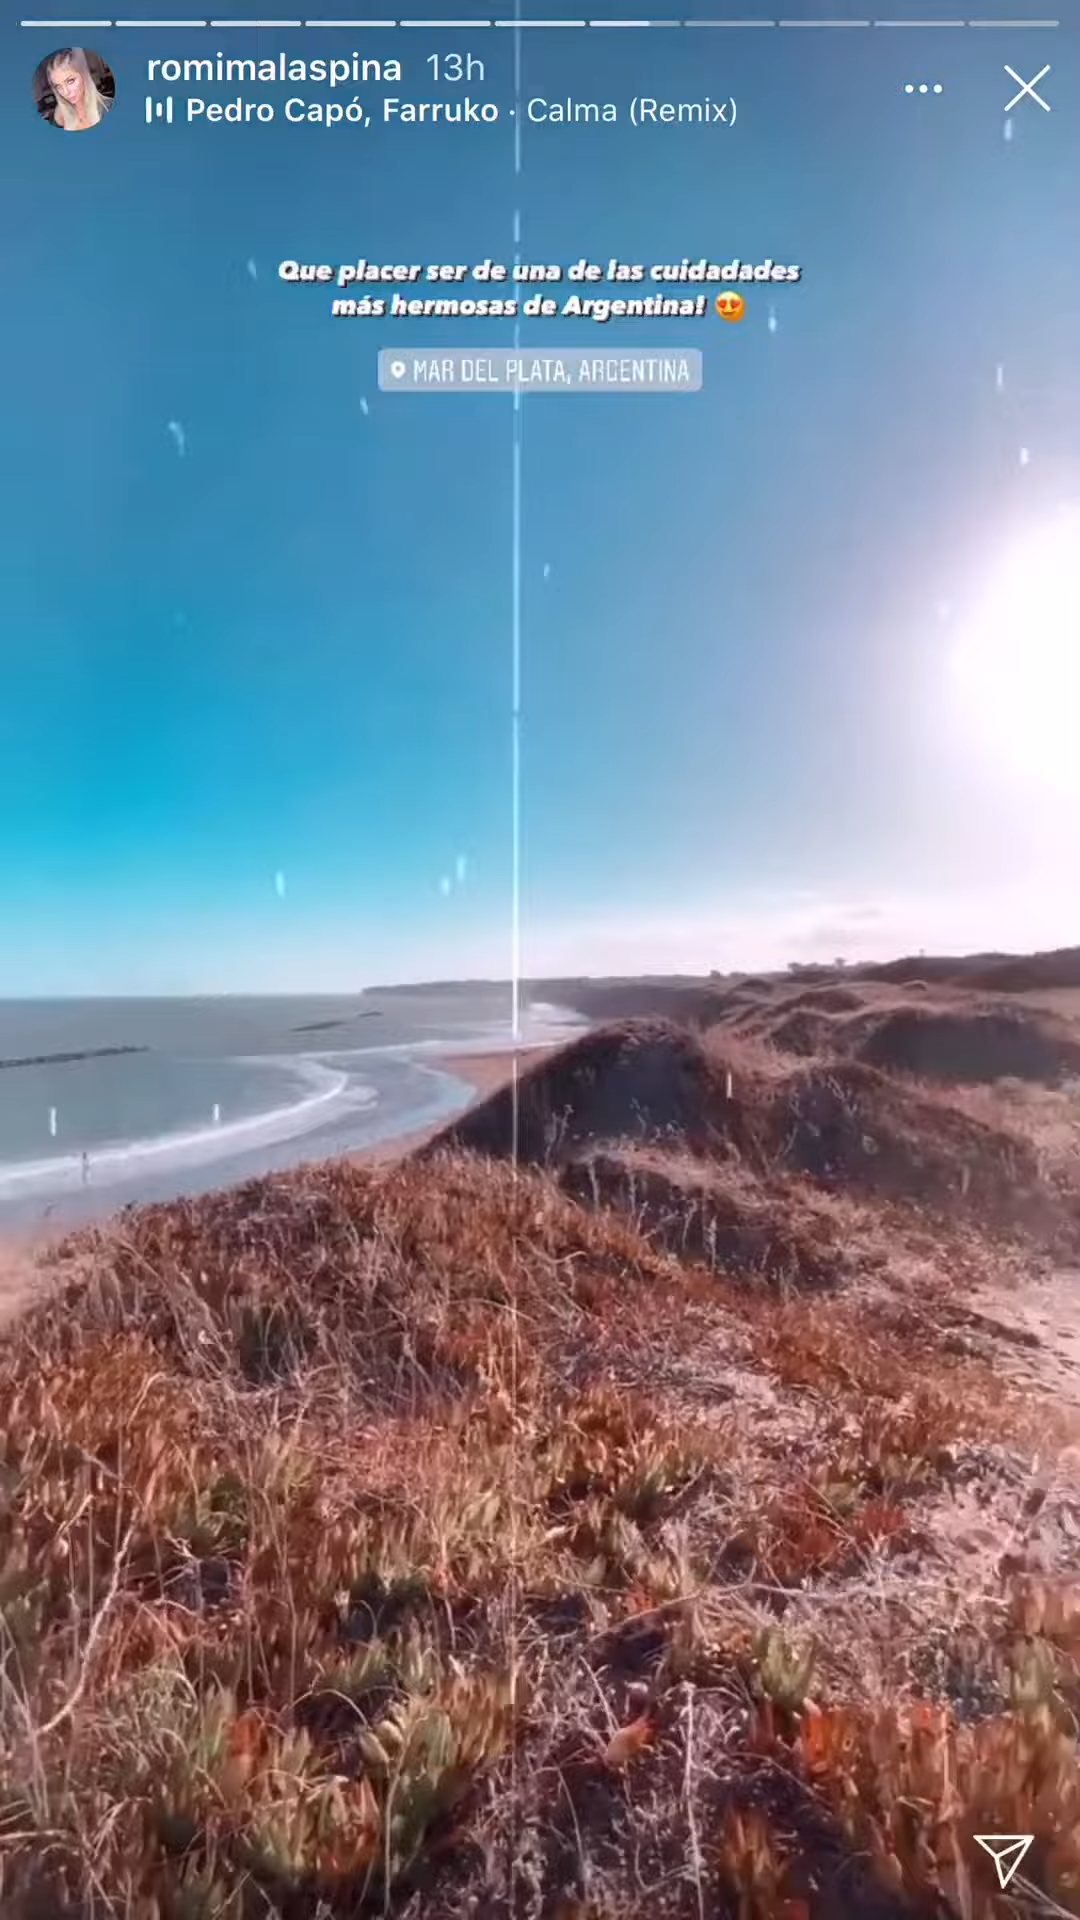 romimalaspina 13h
Pedro Capó, Farruko · Calma (Remix)
Que placer ser de una de las cuidadades
más hermosas de Argentina! 😍
MAR DEL PLATA, ARGENTINA